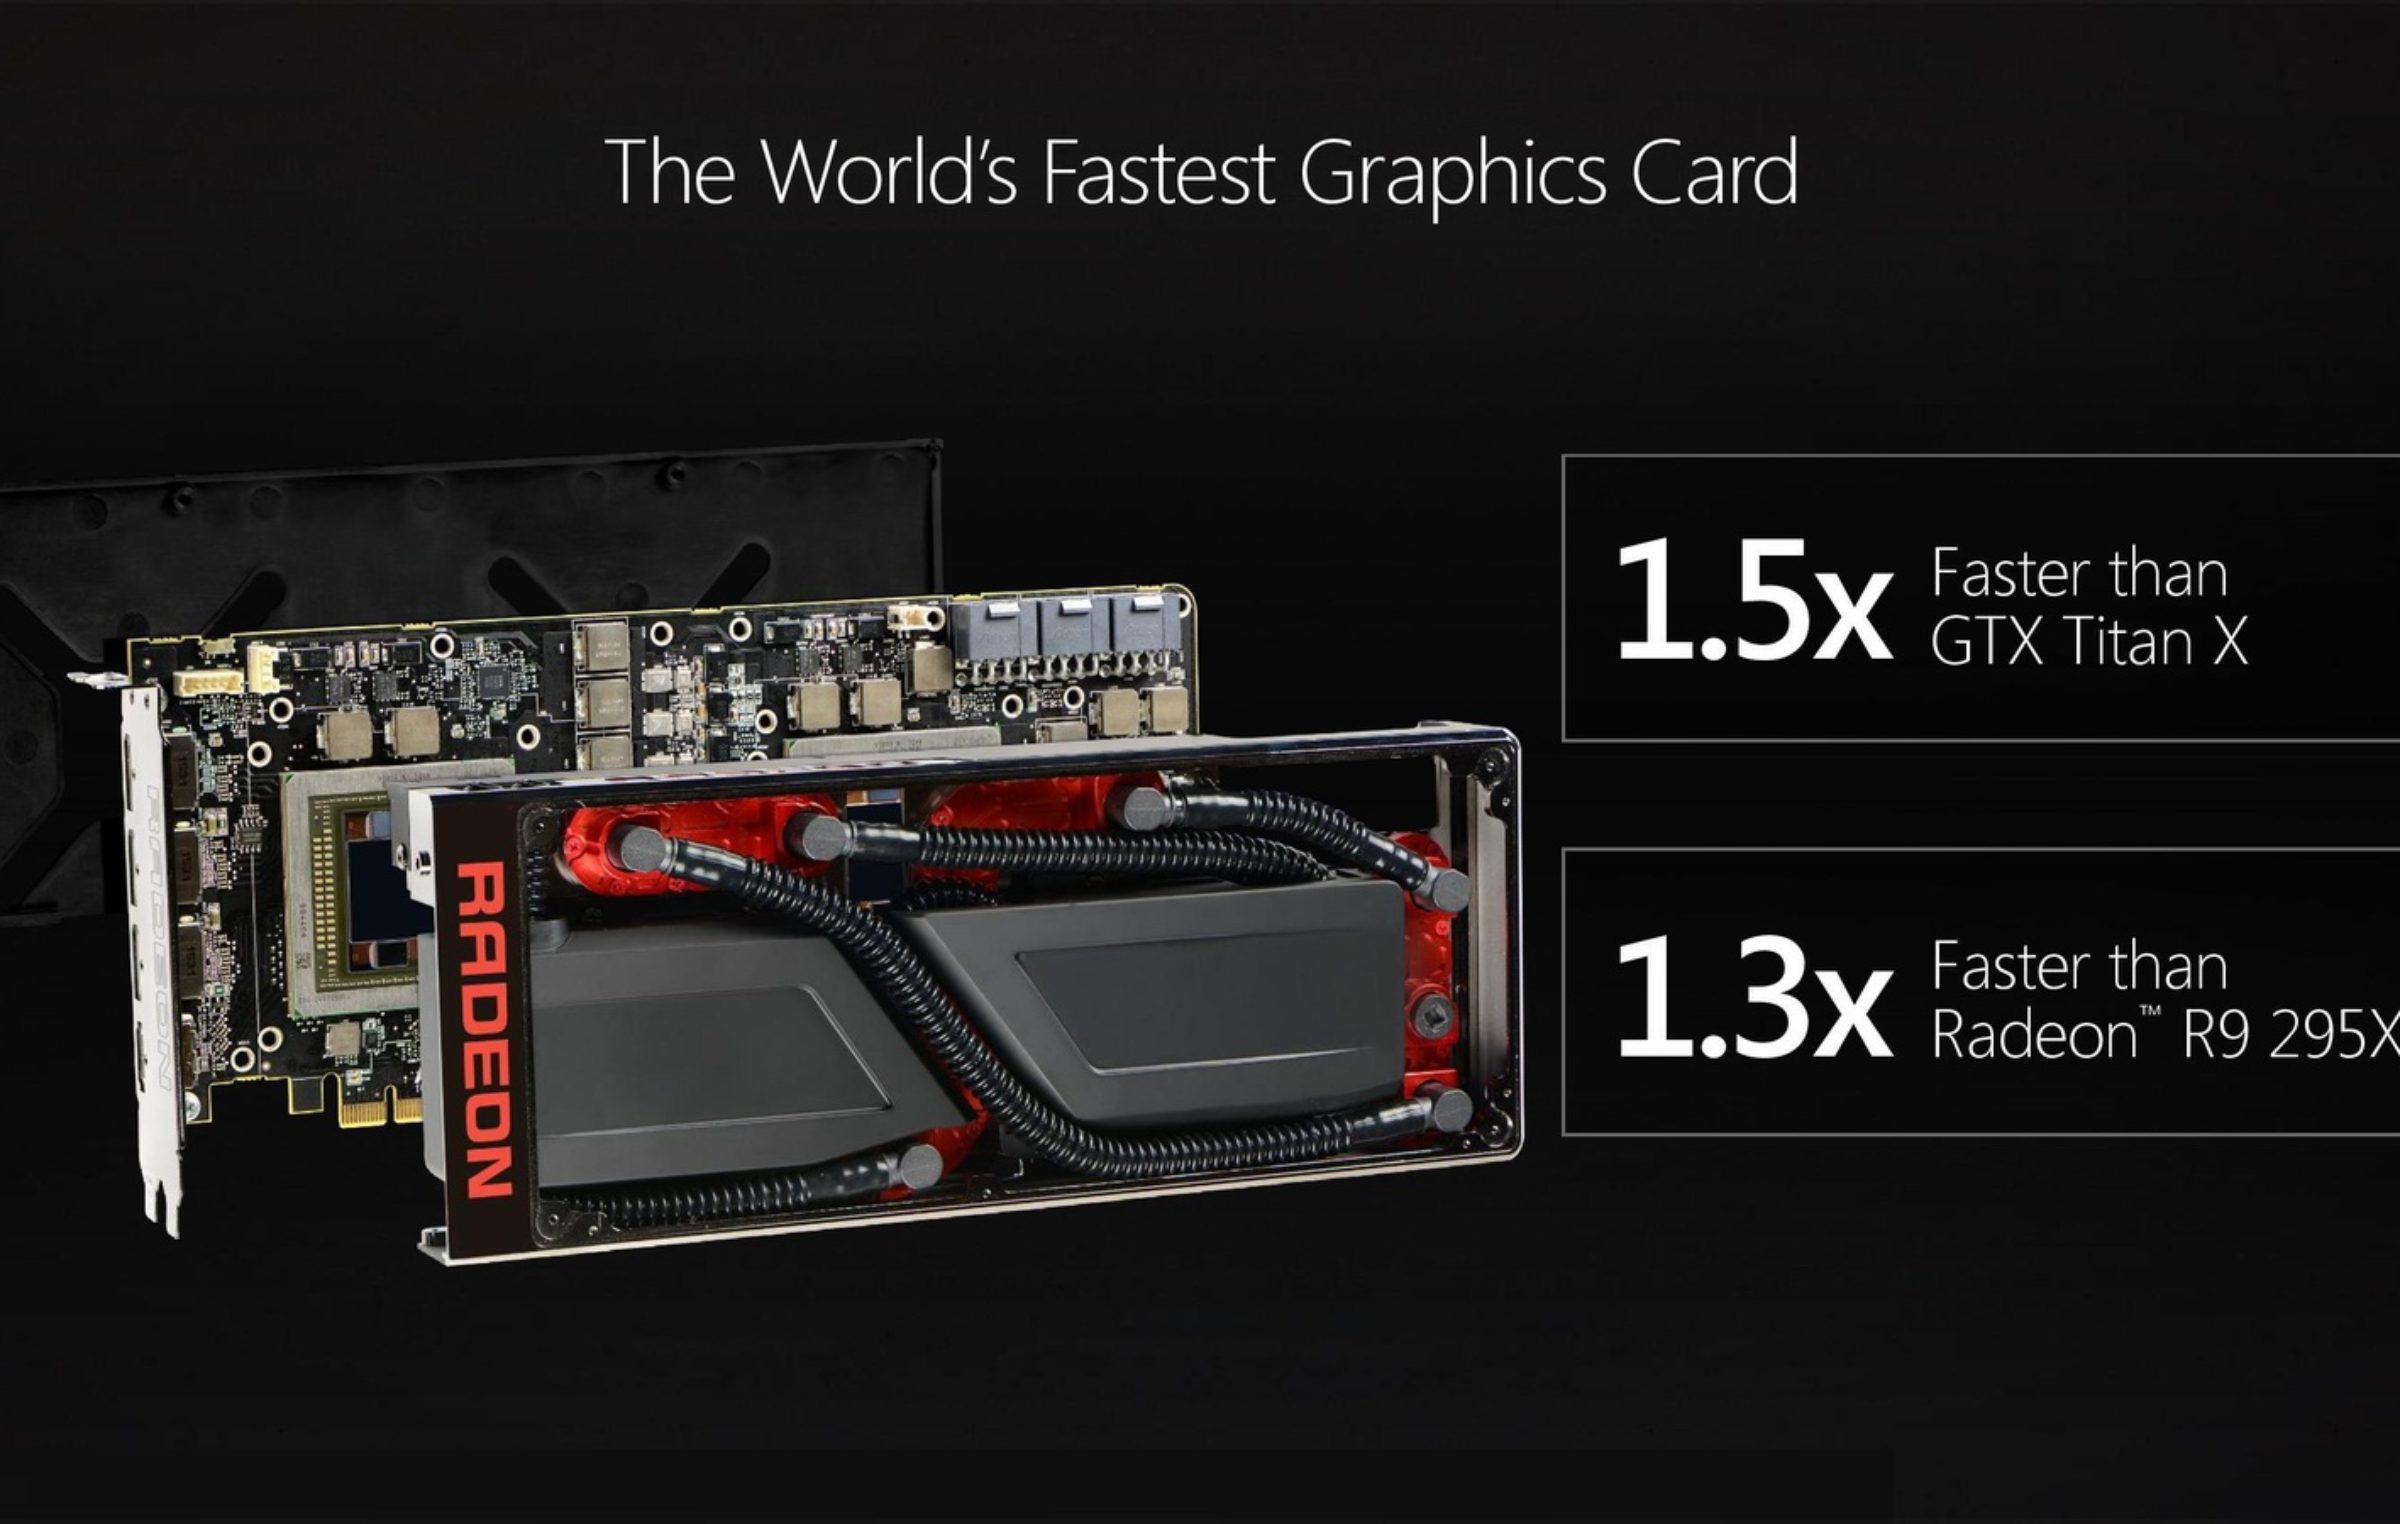 The World's Fastest Graphics Card
1.5x
Faster than
GTX Titan X
1.3x
Faster than
Radeon™ R9 295X
RADEON
RADEON